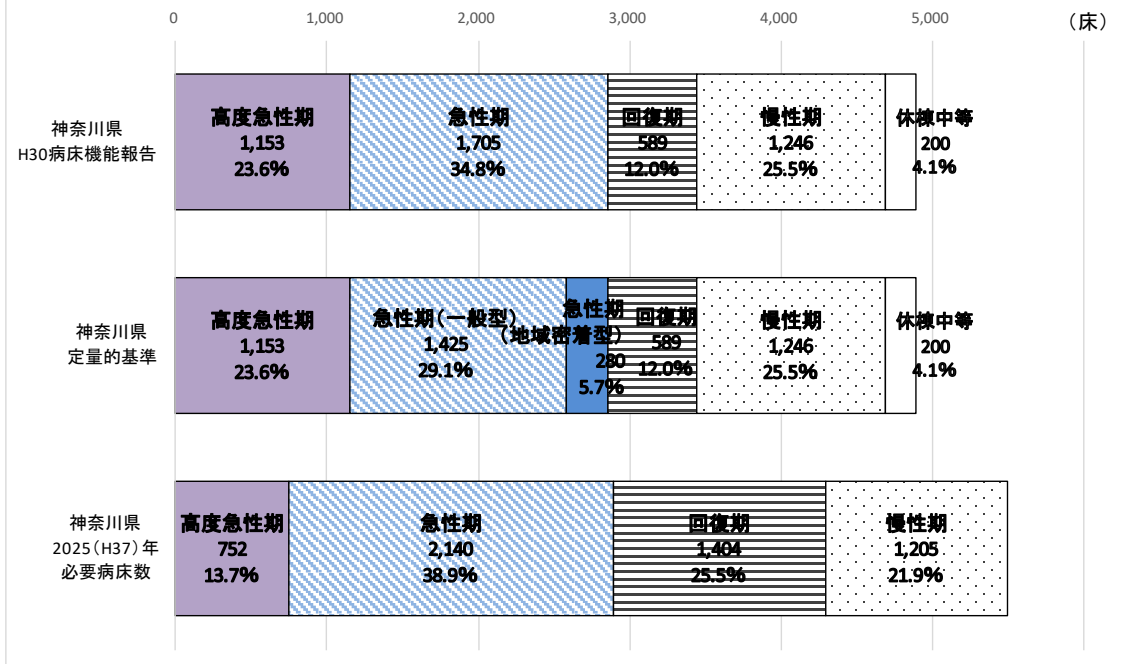 0 1,000 2,000 3,000 4,000 5,000
（床）
神奈川県
H30病床機能報告
高度急性期
1,153
23.6%
急性期
1,705
34.8%
回復期
589
12.0%
慢性期
1,246
25.5%
休棟中等
200
4.1%
神奈川県
定量的基準
高度急性期
1,153
23.6%
急性期（一般型）
1,425
29.1%
急性期
（地域密着型）
280
5.7%
回復期
589
12.0%
慢性期
1,246
25.5%
休棟中等
200
4.1%
神奈川県
2025（H37）年
必要病床数
高度急性期
752
13.7%
急性期
2,140
38.9%
回復期
1,404
25.5%
慢性期
1,205
21.9%